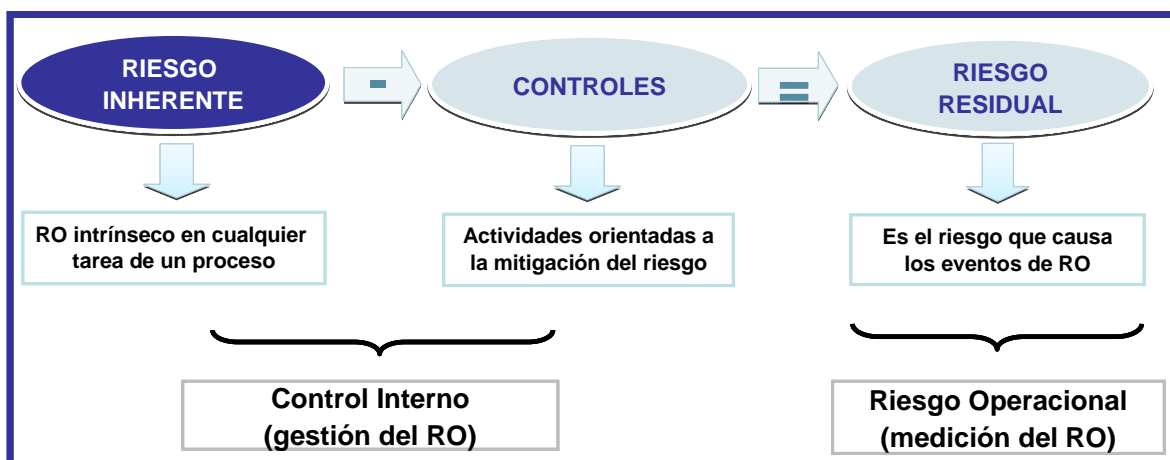 RIESGO
INHERENTE
-
CONTROLES
=
RIESGO
RESIDUAL
RO intrínseco en cualquier
tarea de un proceso
Actividades orientadas a
la mitigación del riesgo
Es el riesgo que causa
los eventos de RO
Control Interno
(gestión del RO)
Riesgo Operacional
(medición del RO)